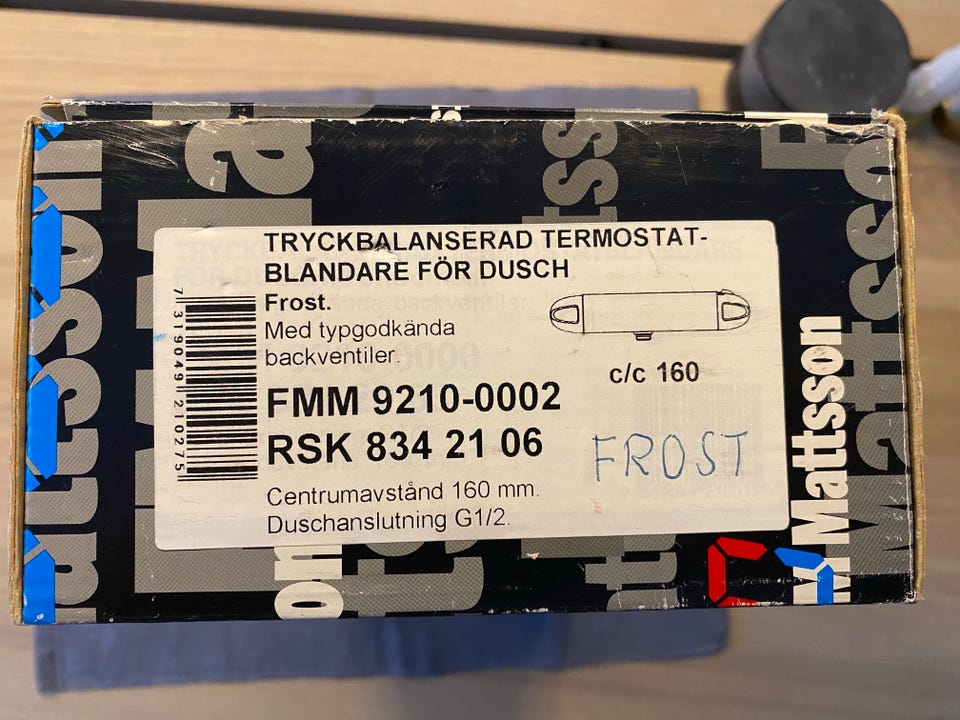 TRYCKBALANSERAD TERMOSTAT-
BLANDARE FÖR DUSCH
Frost.
Med typgodkända
backventiler.
FMM 9210-0002
RSK 834 21 06
Centrumavstånd 160 mm.
Duschanslutning G1/2.
c/c 160
FROST
7 319049 210275
Mattsson
Mattsson